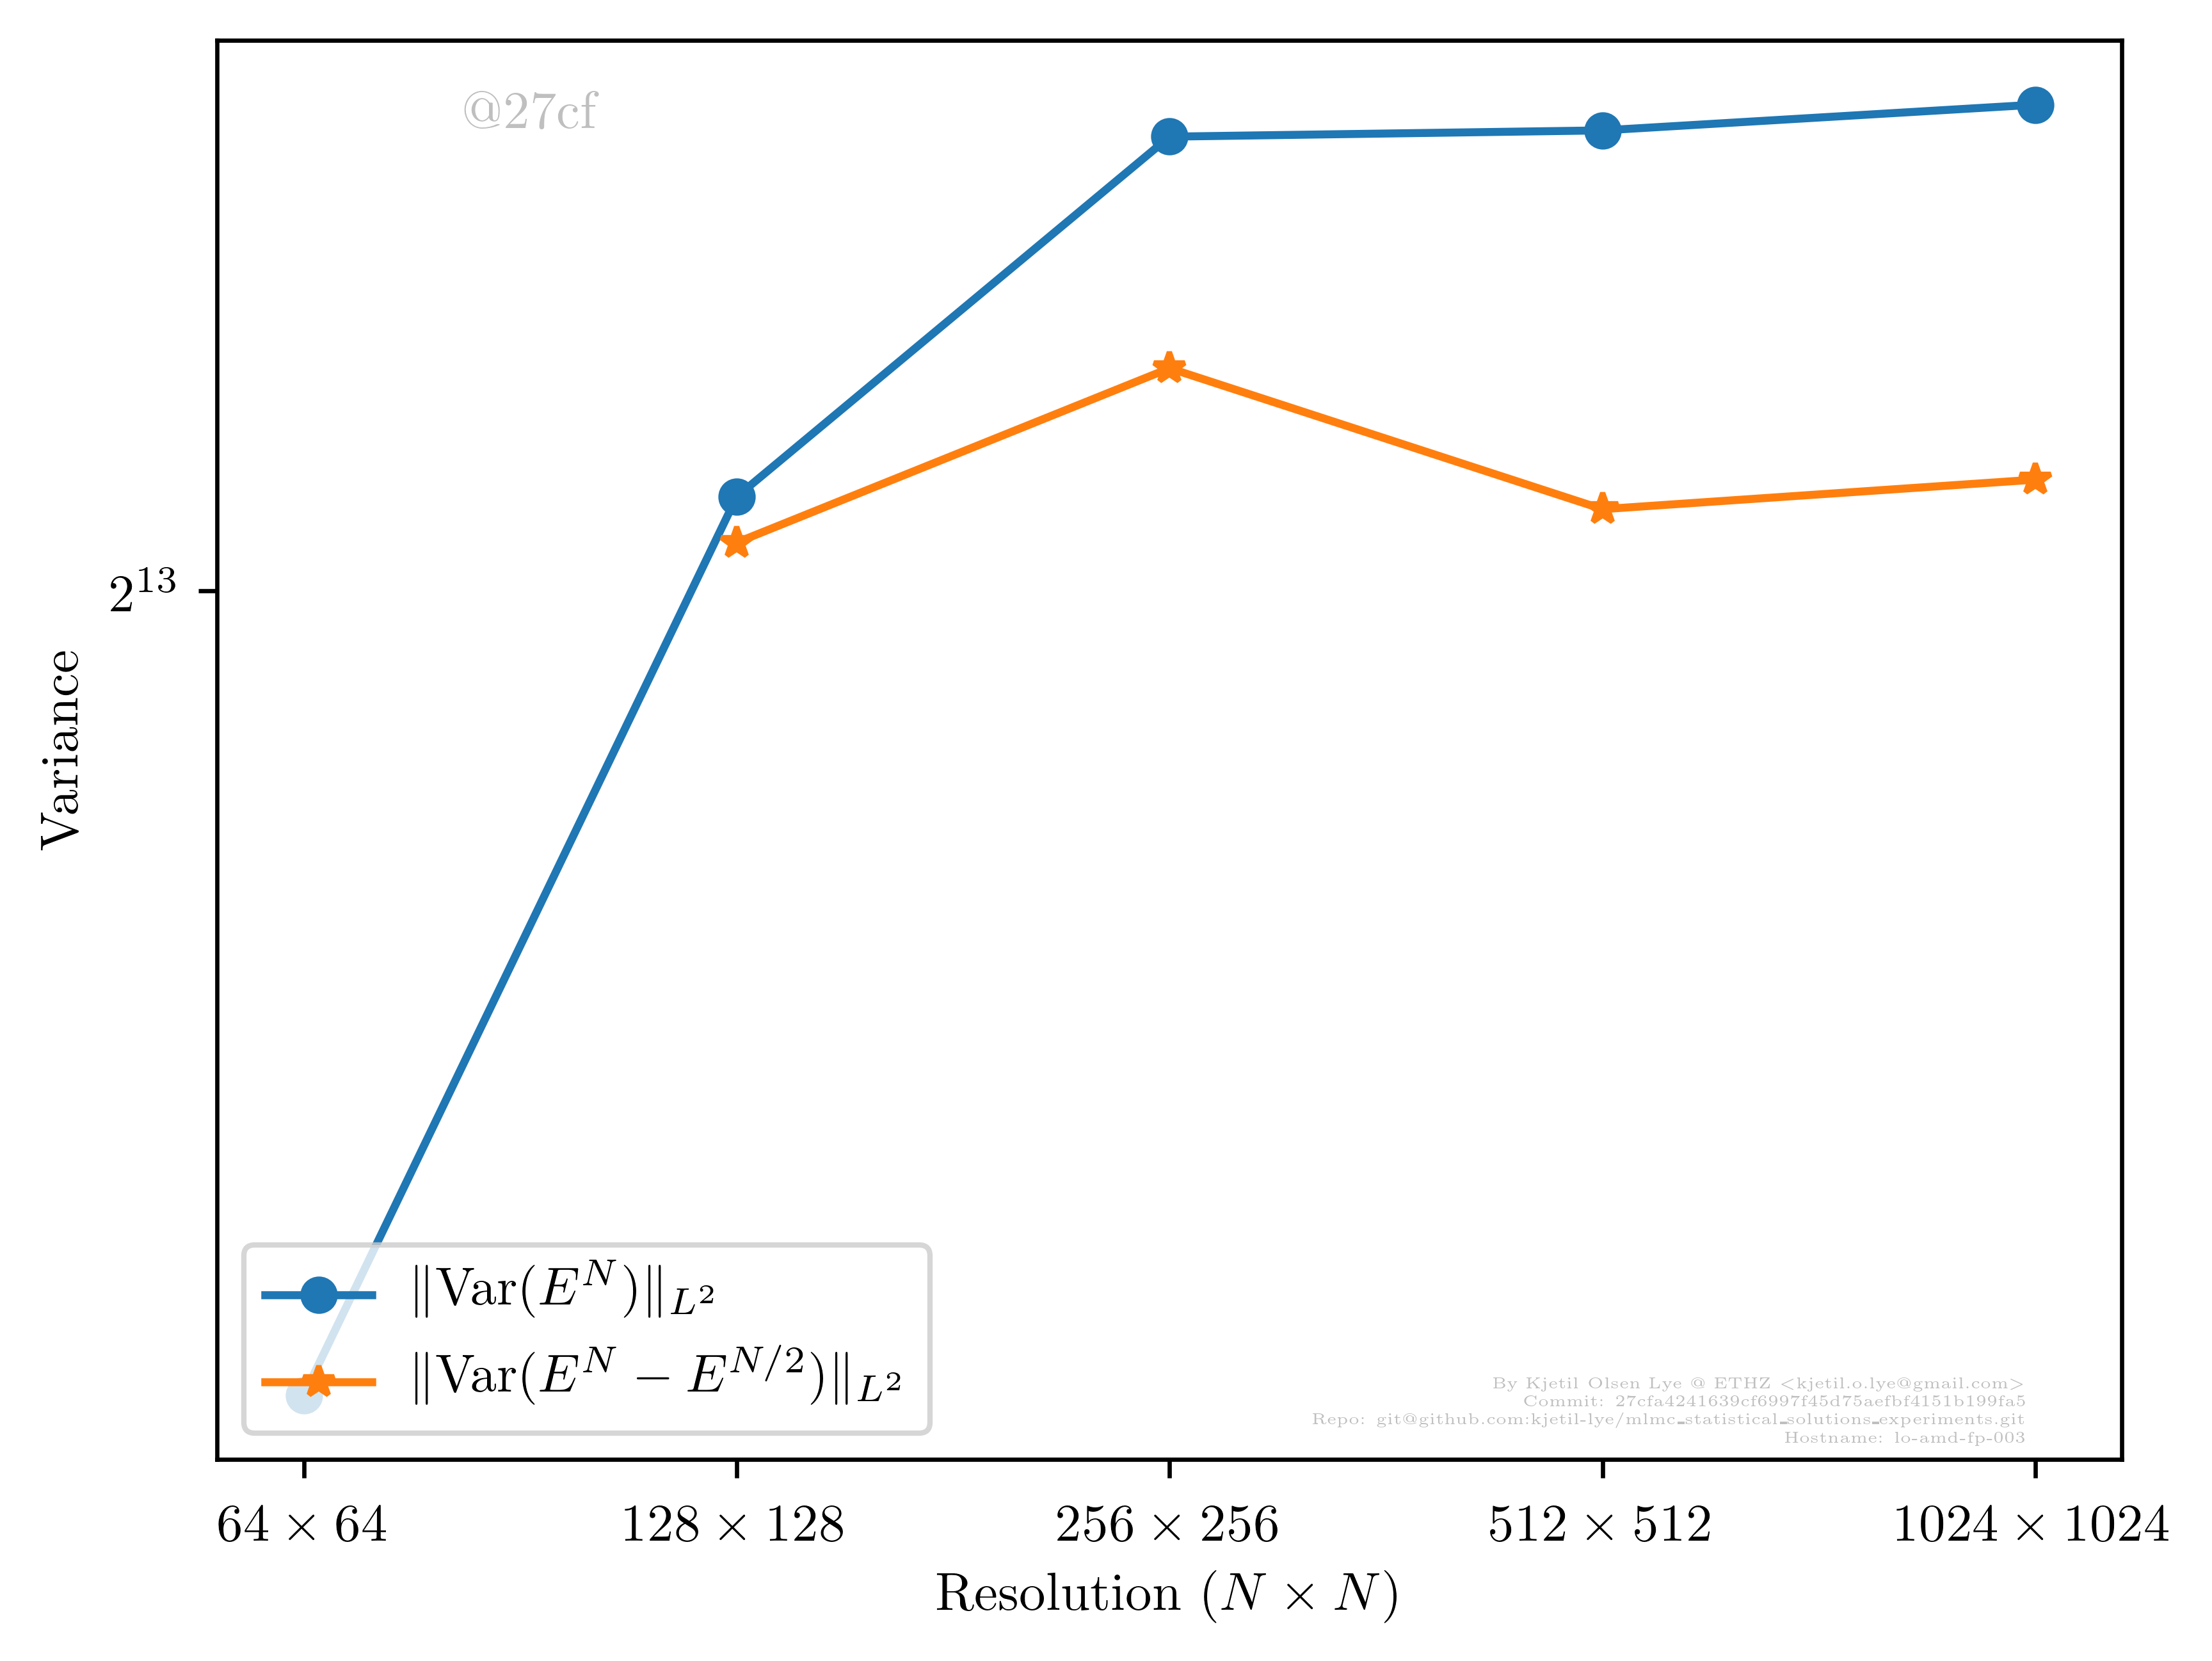 @27cf
2^13
Variance
‖Var(E^N)‖_{L^2}
‖Var(E^N − E^{N/2})‖_{L^2}
By Kjetil Olsen Lye @ ETHZ <kjetil.o.lye@gmail.com>
Commit: 27cfa4241639cf6997f45d75aefbf4151b199fa5
Repo: git@github.com:kjetil-lye/mlmc_statistical_solutions_experiments.git
Hostname: lo-amd-fp-003
64 × 64 128 × 128 256 × 256 512 × 512 1024 × 1024
Resolution (N × N)